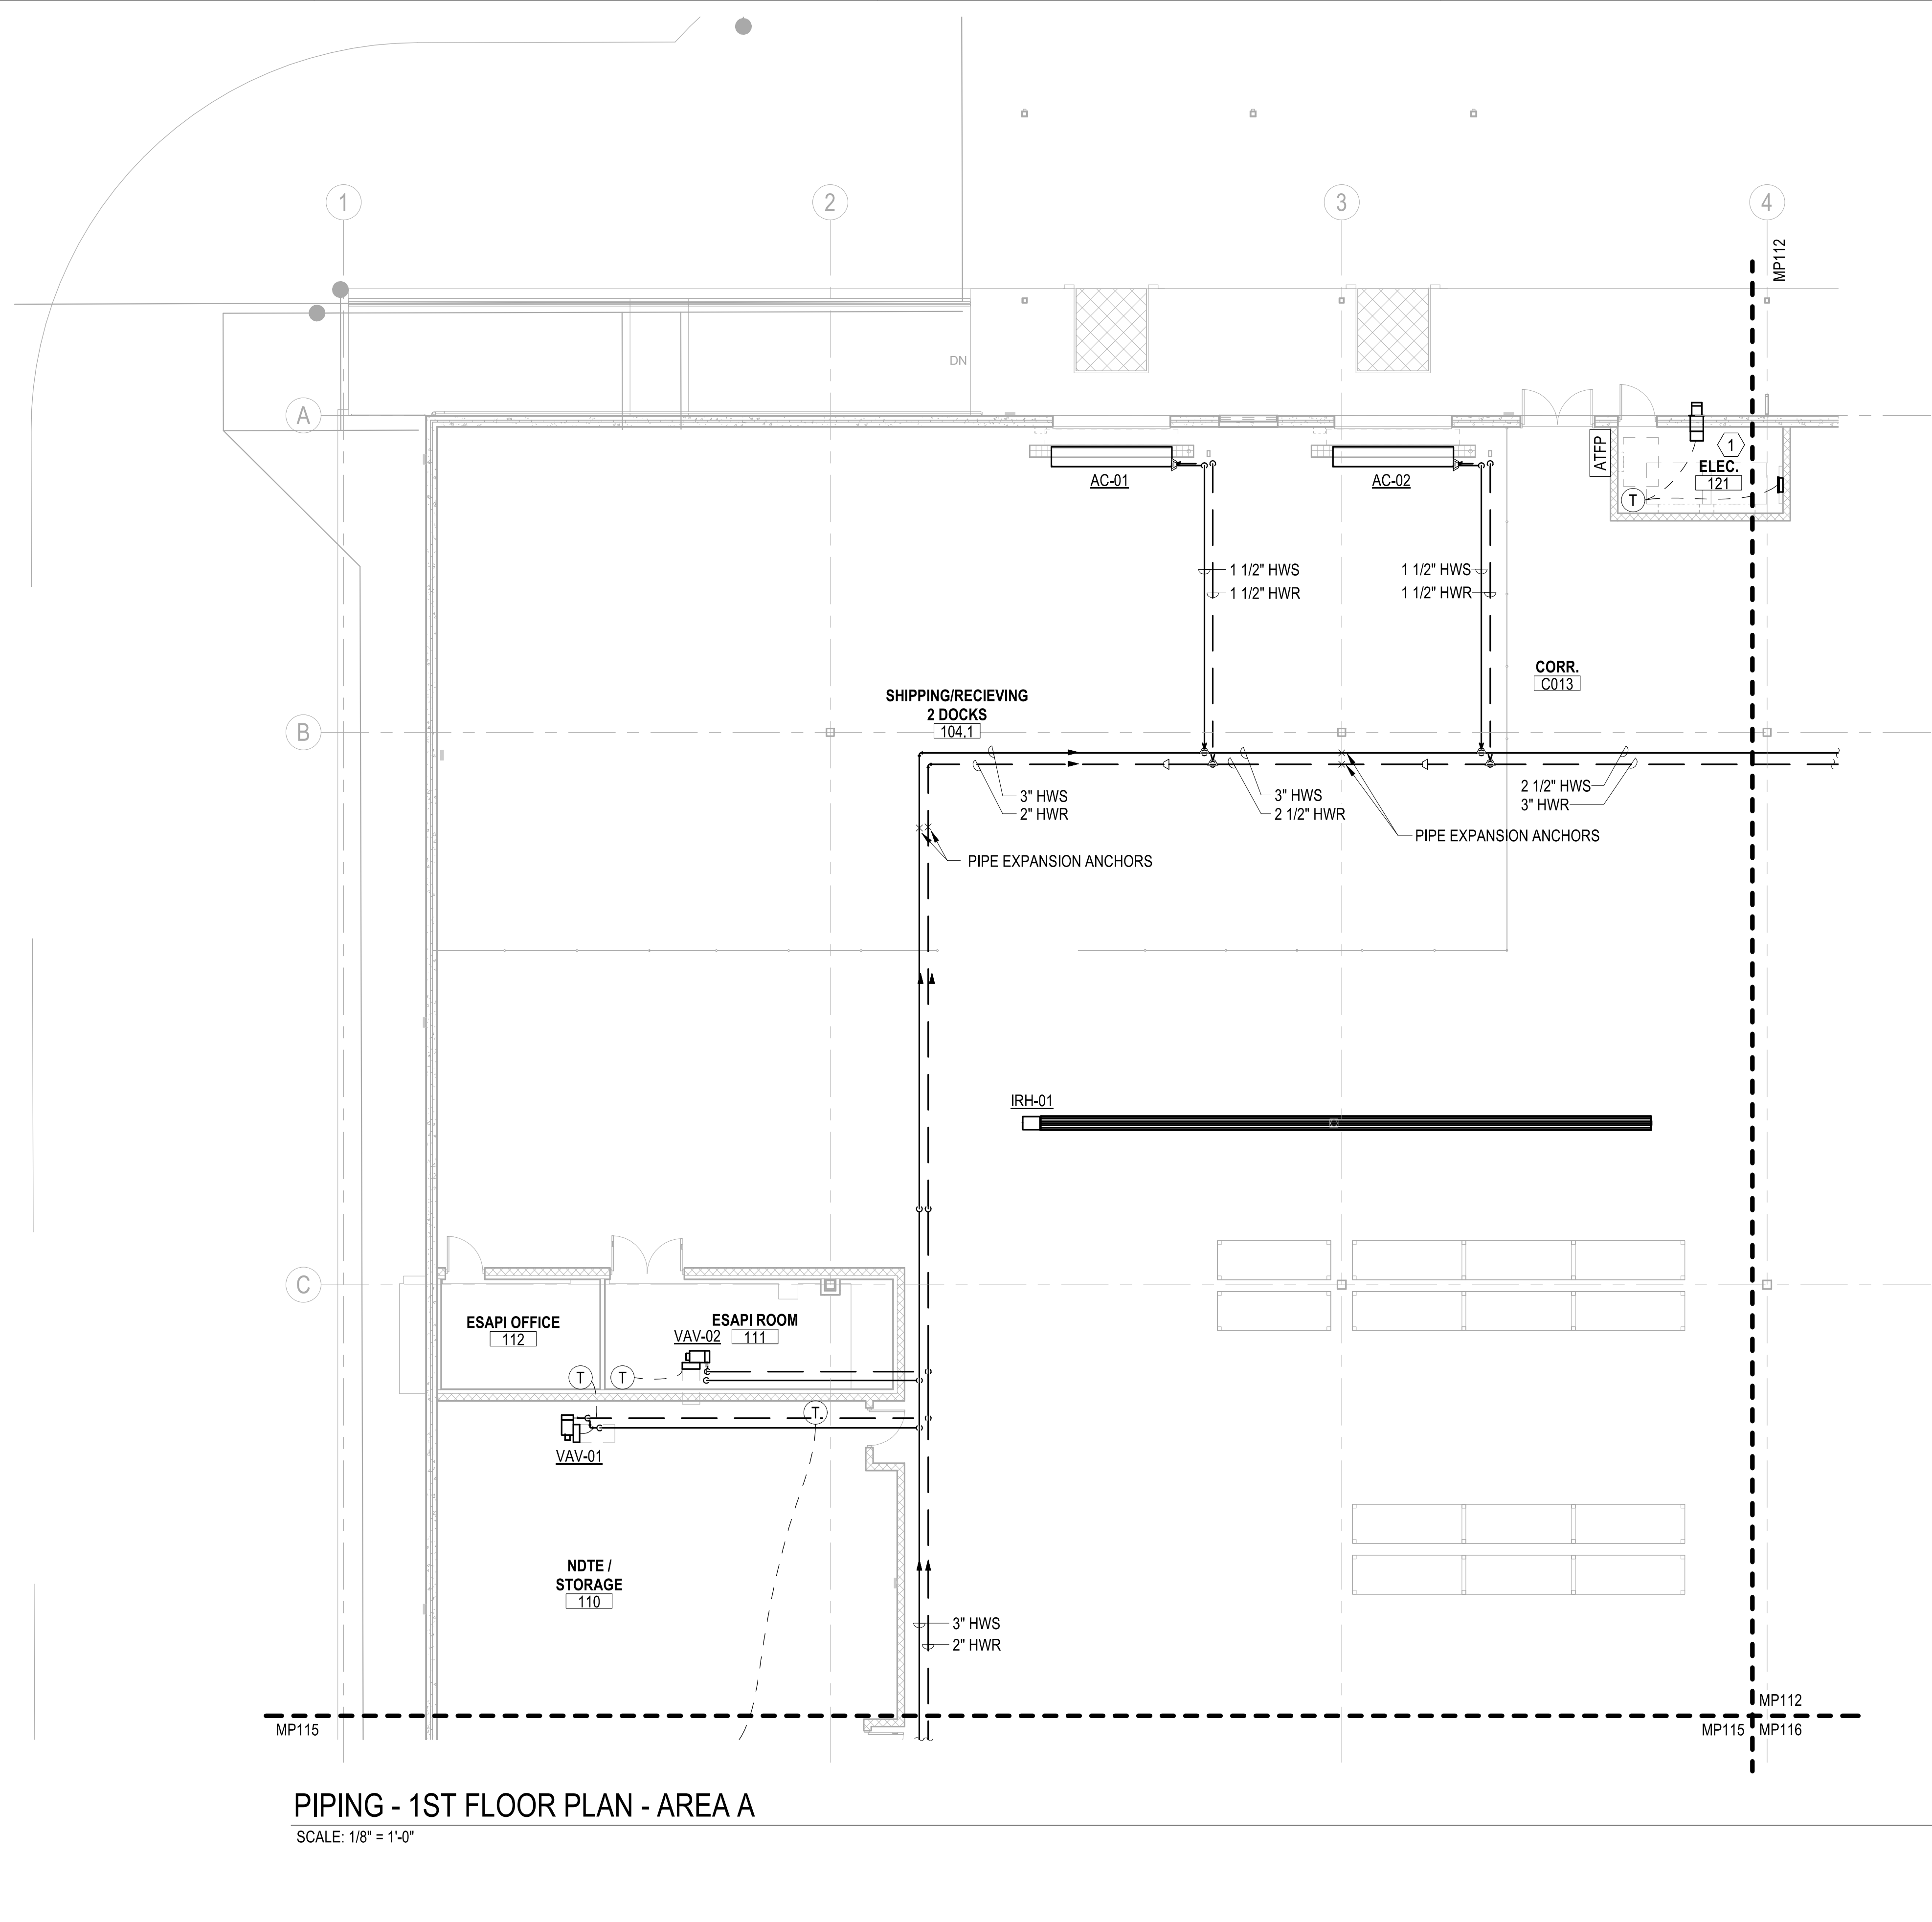 1
2
3
4
MP112
DN
A
ATFP
1
ELEC.
121
T
AC-01
AC-02
1 1/2" HWS
1 1/2" HWR
1 1/2" HWS
1 1/2" HWR
CORR.
C013
SHIPPING/RECIEVING
2 DOCKS
104.1
B
3" HWS
2" HWR
3" HWS
2 1/2" HWR
2 1/2" HWS
3" HWR
PIPE EXPANSION ANCHORS
PIPE EXPANSION ANCHORS
IRH-01
C
ESAPI OFFICE
112
ESAPI ROOM
111
VAV-02
T
T
T
VAV-01
NDTE /
STORAGE
110
3" HWS
2" HWR
MP112
MP115
MP115
MP116
PIPING - 1ST FLOOR PLAN - AREA A
SCALE: 1/8" = 1'-0"